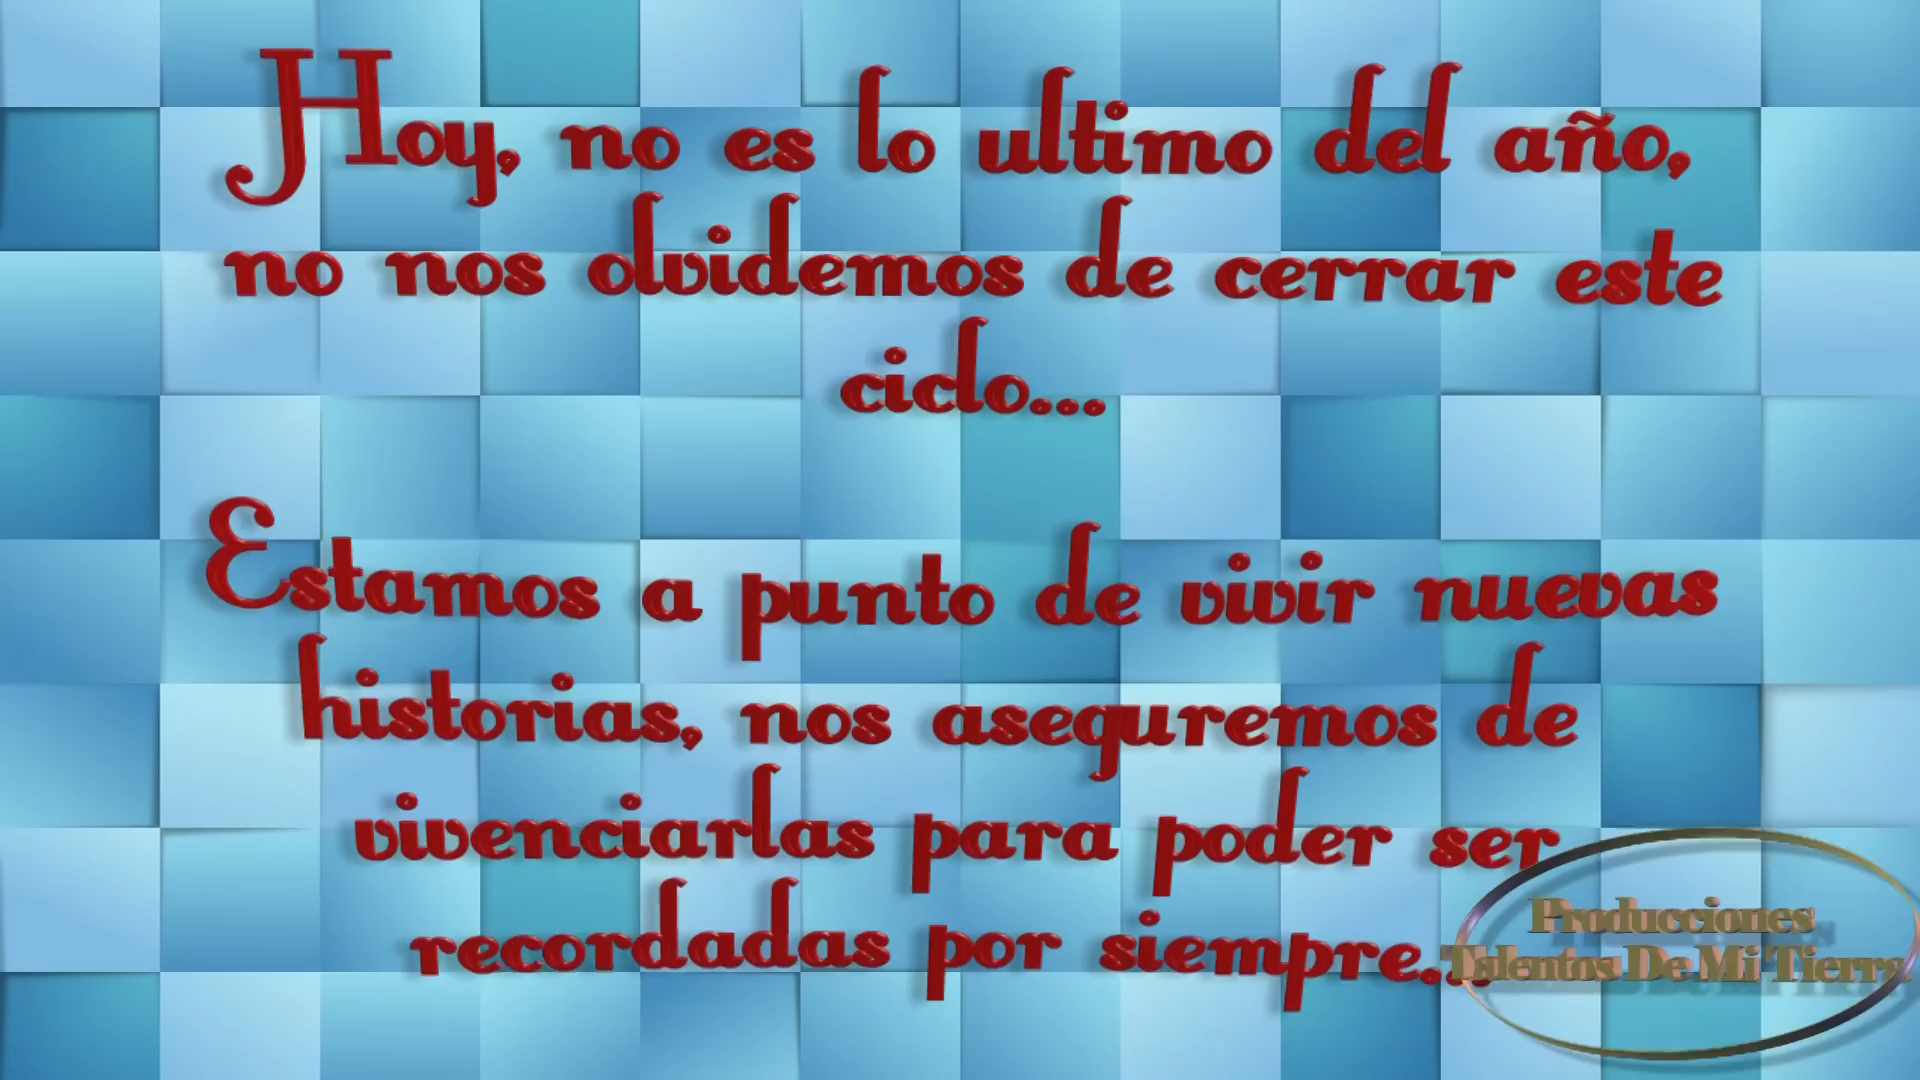 Hoy, no es lo ultimo del año,
no nos olvidemos de cerrar este
ciclo...
Estamos a punto de vivir nuevas
historias, nos aseguremos de
vivenciarlas para poder ser
recordadas por siempre...
Producciones
Talentos De Mi Tierra